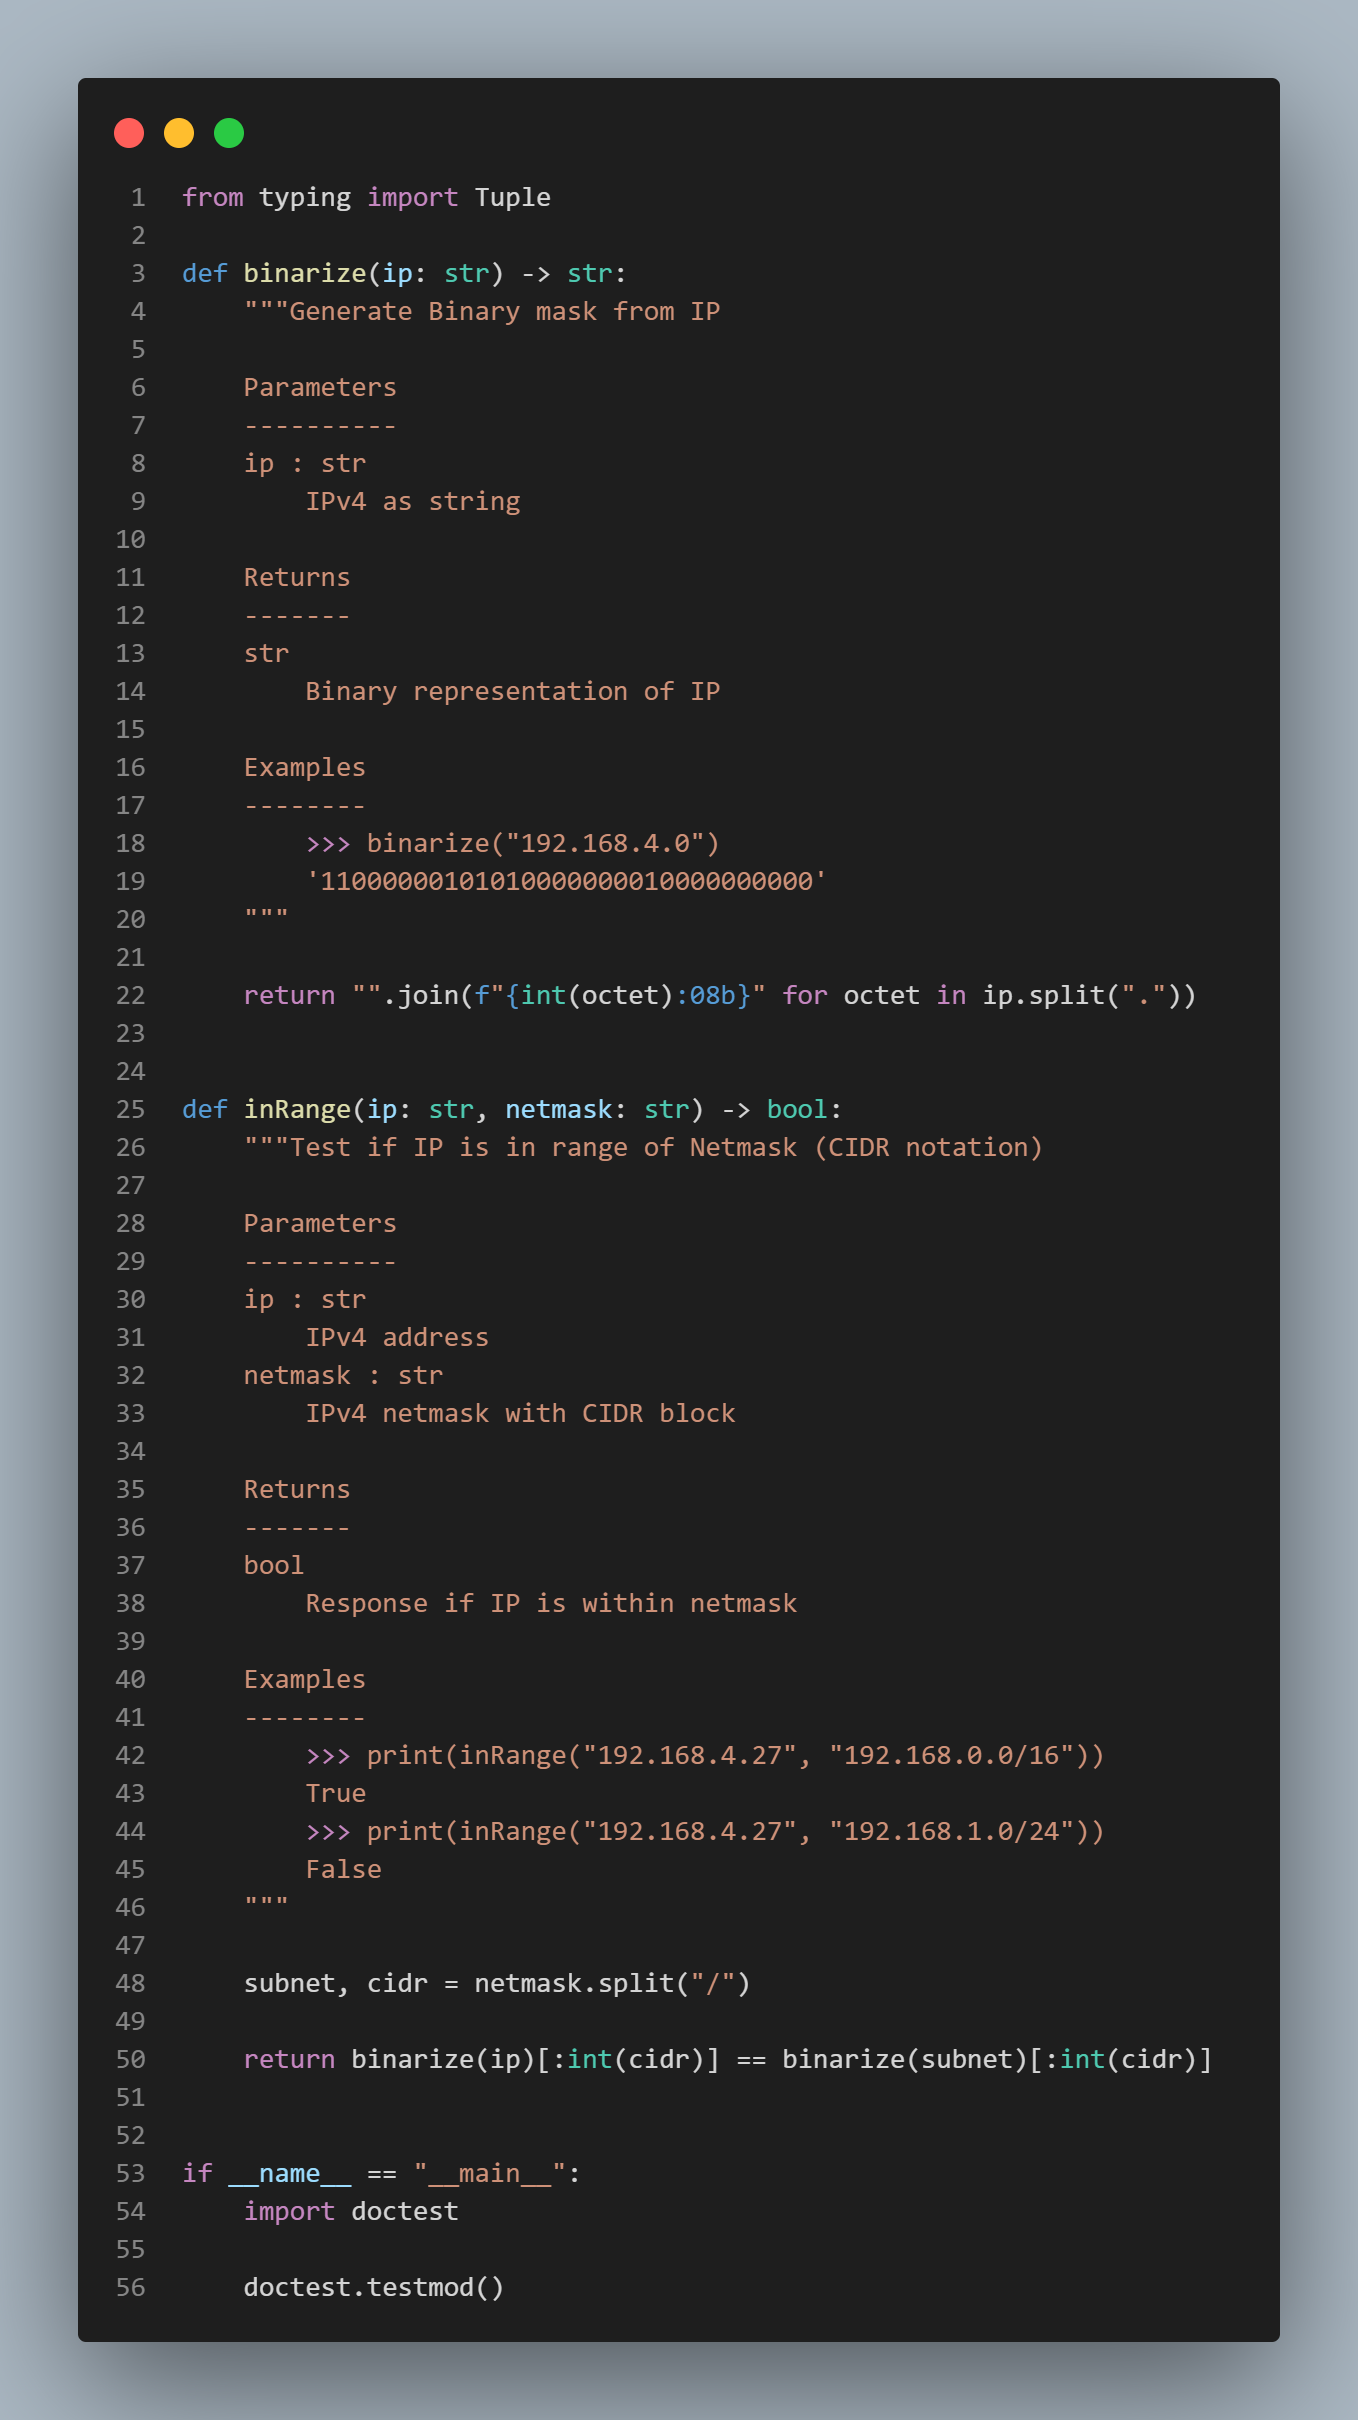 1 from typing import Tuple
2
3 def binarize(ip: str) -> str:
4     """Generate Binary mask from IP
5
6     Parameters
7     ----------
8     ip : str
9         IPv4 as string
10
11     Returns
12     -------
13     str
14         Binary representation of IP
15
16     Examples
17     --------
18         >>> binarize("192.168.4.0")
19         '11000000101010000000010000000000'
20     """
21
22     return "".join(f"{int(octet):08b}" for octet in ip.split("."))
23
24
25 def inRange(ip: str, netmask: str) -> bool:
26     """Test if IP is in range of Netmask (CIDR notation)
27
28     Parameters
29     ----------
30     ip : str
31         IPv4 address
32     netmask : str
33         IPv4 netmask with CIDR block
34
35     Returns
36     -------
37     bool
38         Response if IP is within netmask
39
40     Examples
41     --------
42         >>> print(inRange("192.168.4.27", "192.168.0.0/16"))
43         True
44         >>> print(inRange("192.168.4.27", "192.168.1.0/24"))
45         False
46     """
47
48     subnet, cidr = netmask.split("/")
49
50     return binarize(ip)[:int(cidr)] == binarize(subnet)[:int(cidr)]
51
52
53 if __name__ == "__main__":
54     import doctest
55
56     doctest.testmod()